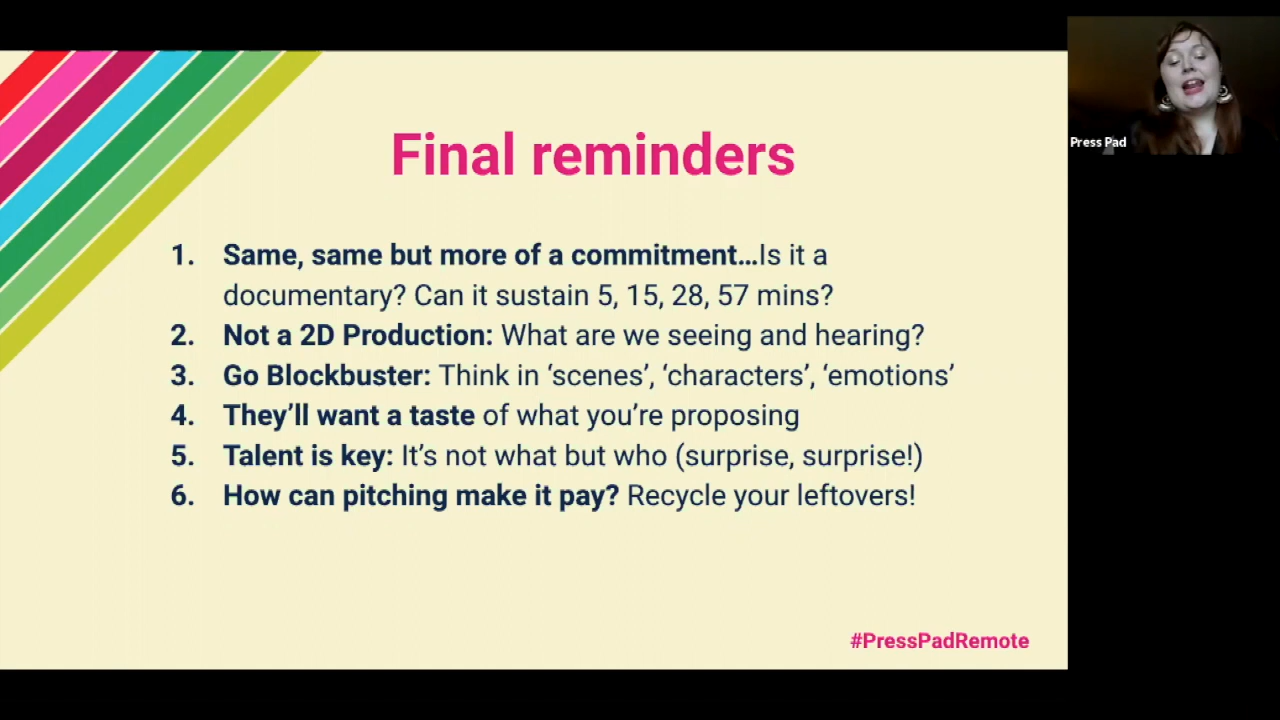 Final reminders
1. Same, same but more of a commitment…Is it a
documentary? Can it sustain 5, 15, 28, 57 mins?
2. Not a 2D Production: What are we seeing and hearing?
3. Go Blockbuster: Think in ‘scenes’, ‘characters’, ‘emotions’
4. They’ll want a taste of what you’re proposing
5. Talent is key: It’s not what but who (surprise, surprise!)
6. How can pitching make it pay? Recycle your leftovers!
#PressPadRemote
Press Pad